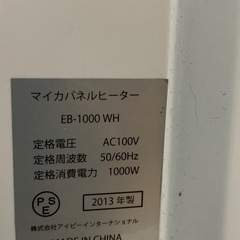 マイカパネルヒーター
EB-1000 WH
定格電圧 AC100V
定格周波数 50/60Hz
定格消費電力 1000W
PSE
2013年製
株式会社アイピーインターナショナル
MADE IN CHINA